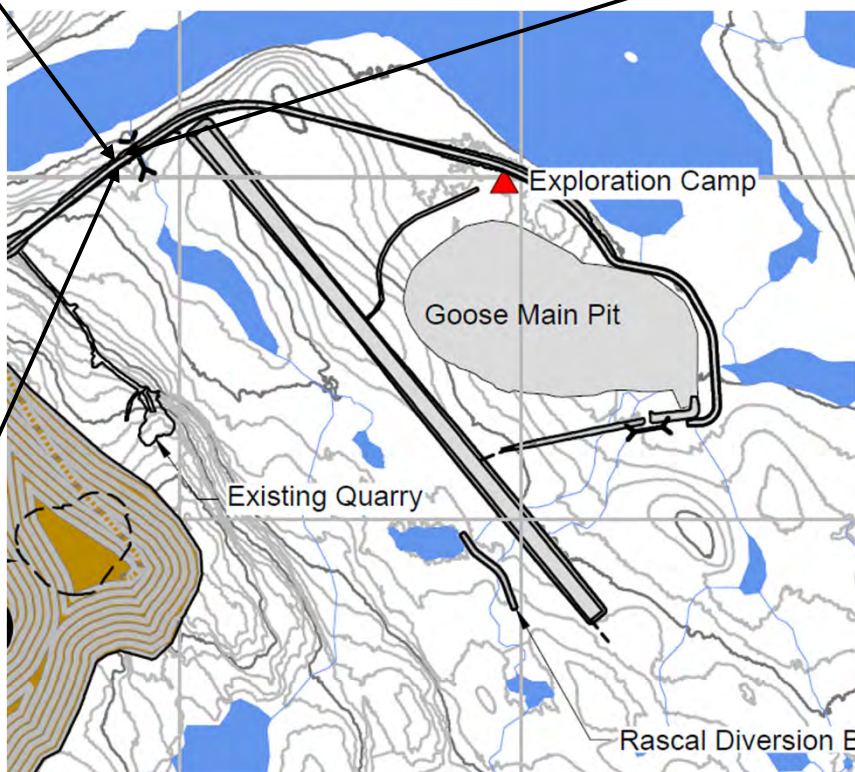 Exploration Camp
Goose Main Pit
Existing Quarry
Rascal Diversion